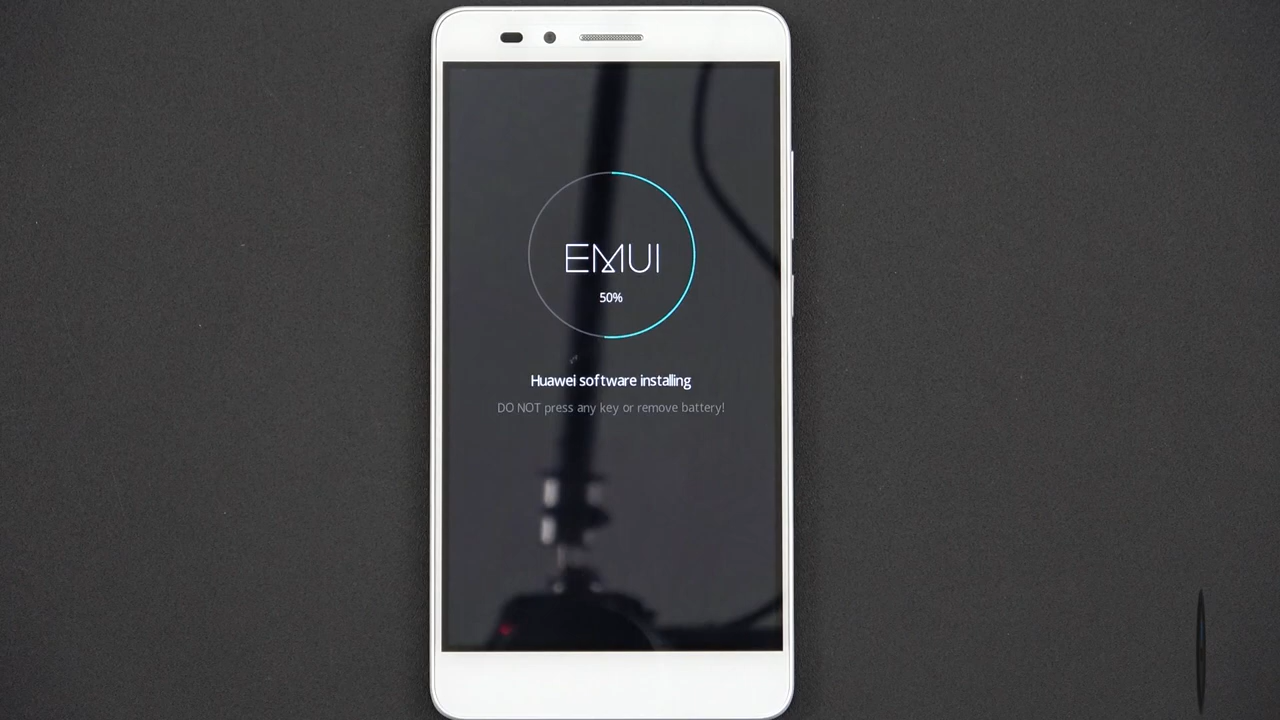 EMUI
50%
Huawei software installing
DO NOT press any key or remove battery!